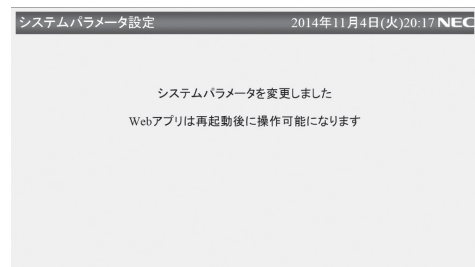 システムパラメータ設定 2014年11月4日(火)20:17 NEC
システムパラメータを変更しました
Webアプリは再起動後に操作可能になります